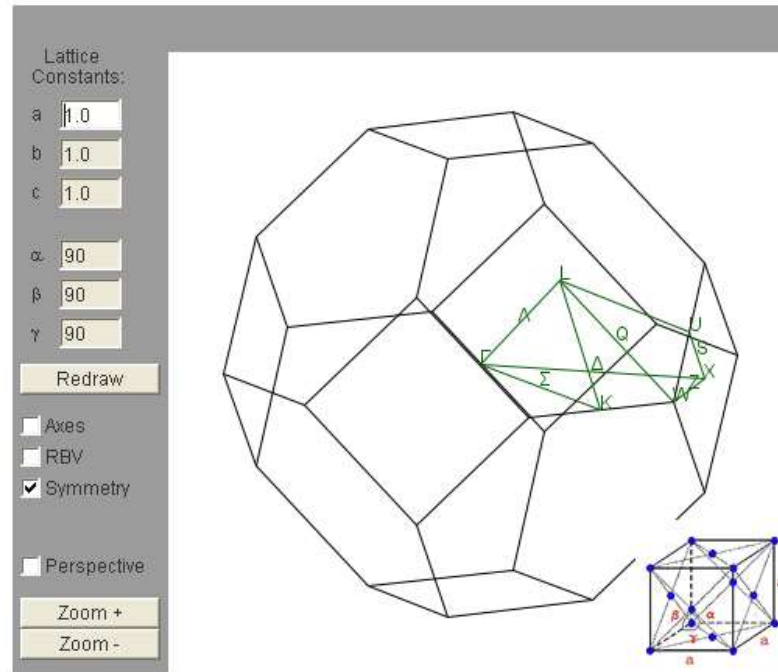 Lattice
Constants:
a 1.0
b 1.0
c 1.0
α 90
β 90
γ 90
Redraw
Axes
RBV
Symmetry
Perspective
Zoom +
Zoom -
L
Λ
Q
U
S
Γ
Δ
X
Σ
Z
W
K
β α
γ
a
a